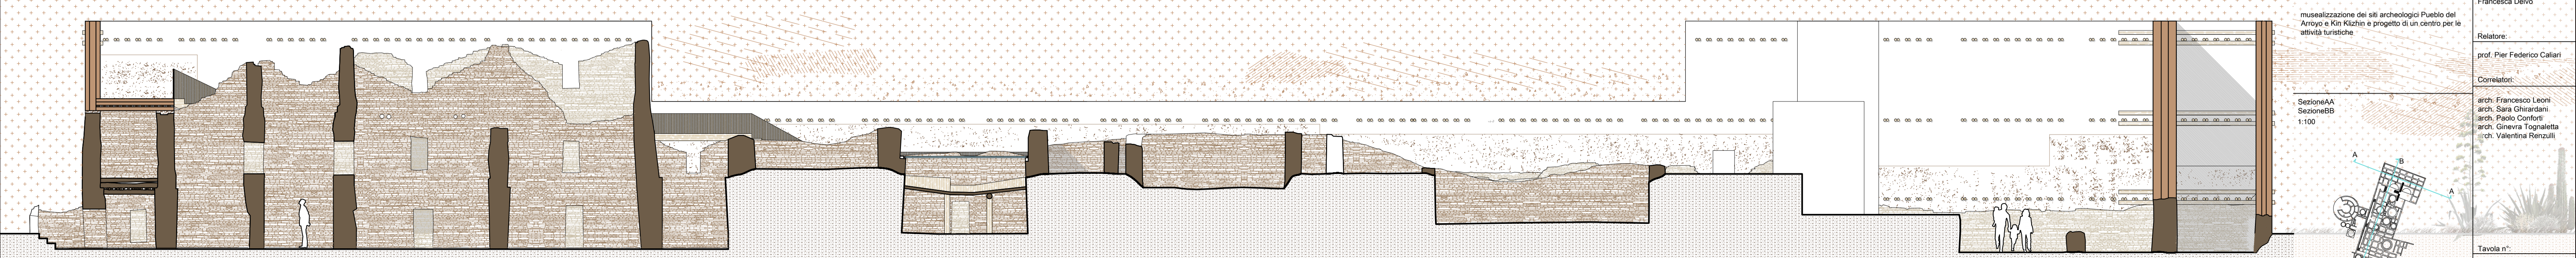 Francesca Delvo
musealizzazione dei siti archeologici Pueblo del
Arroyo e Kin Klizhin e progetto di un centro per le
attività turistiche
Relatore:
prof. Pier Federico Caliari
Correlatori:
SezioneAA
SezioneBB
1:100
arch. Francesco Leoni
arch. Sara Ghirardani
arch. Paolo Conforti
arch. Ginevra Tognaletta
arch. Valentina Renzulli
A
B
A
Tavola n°: